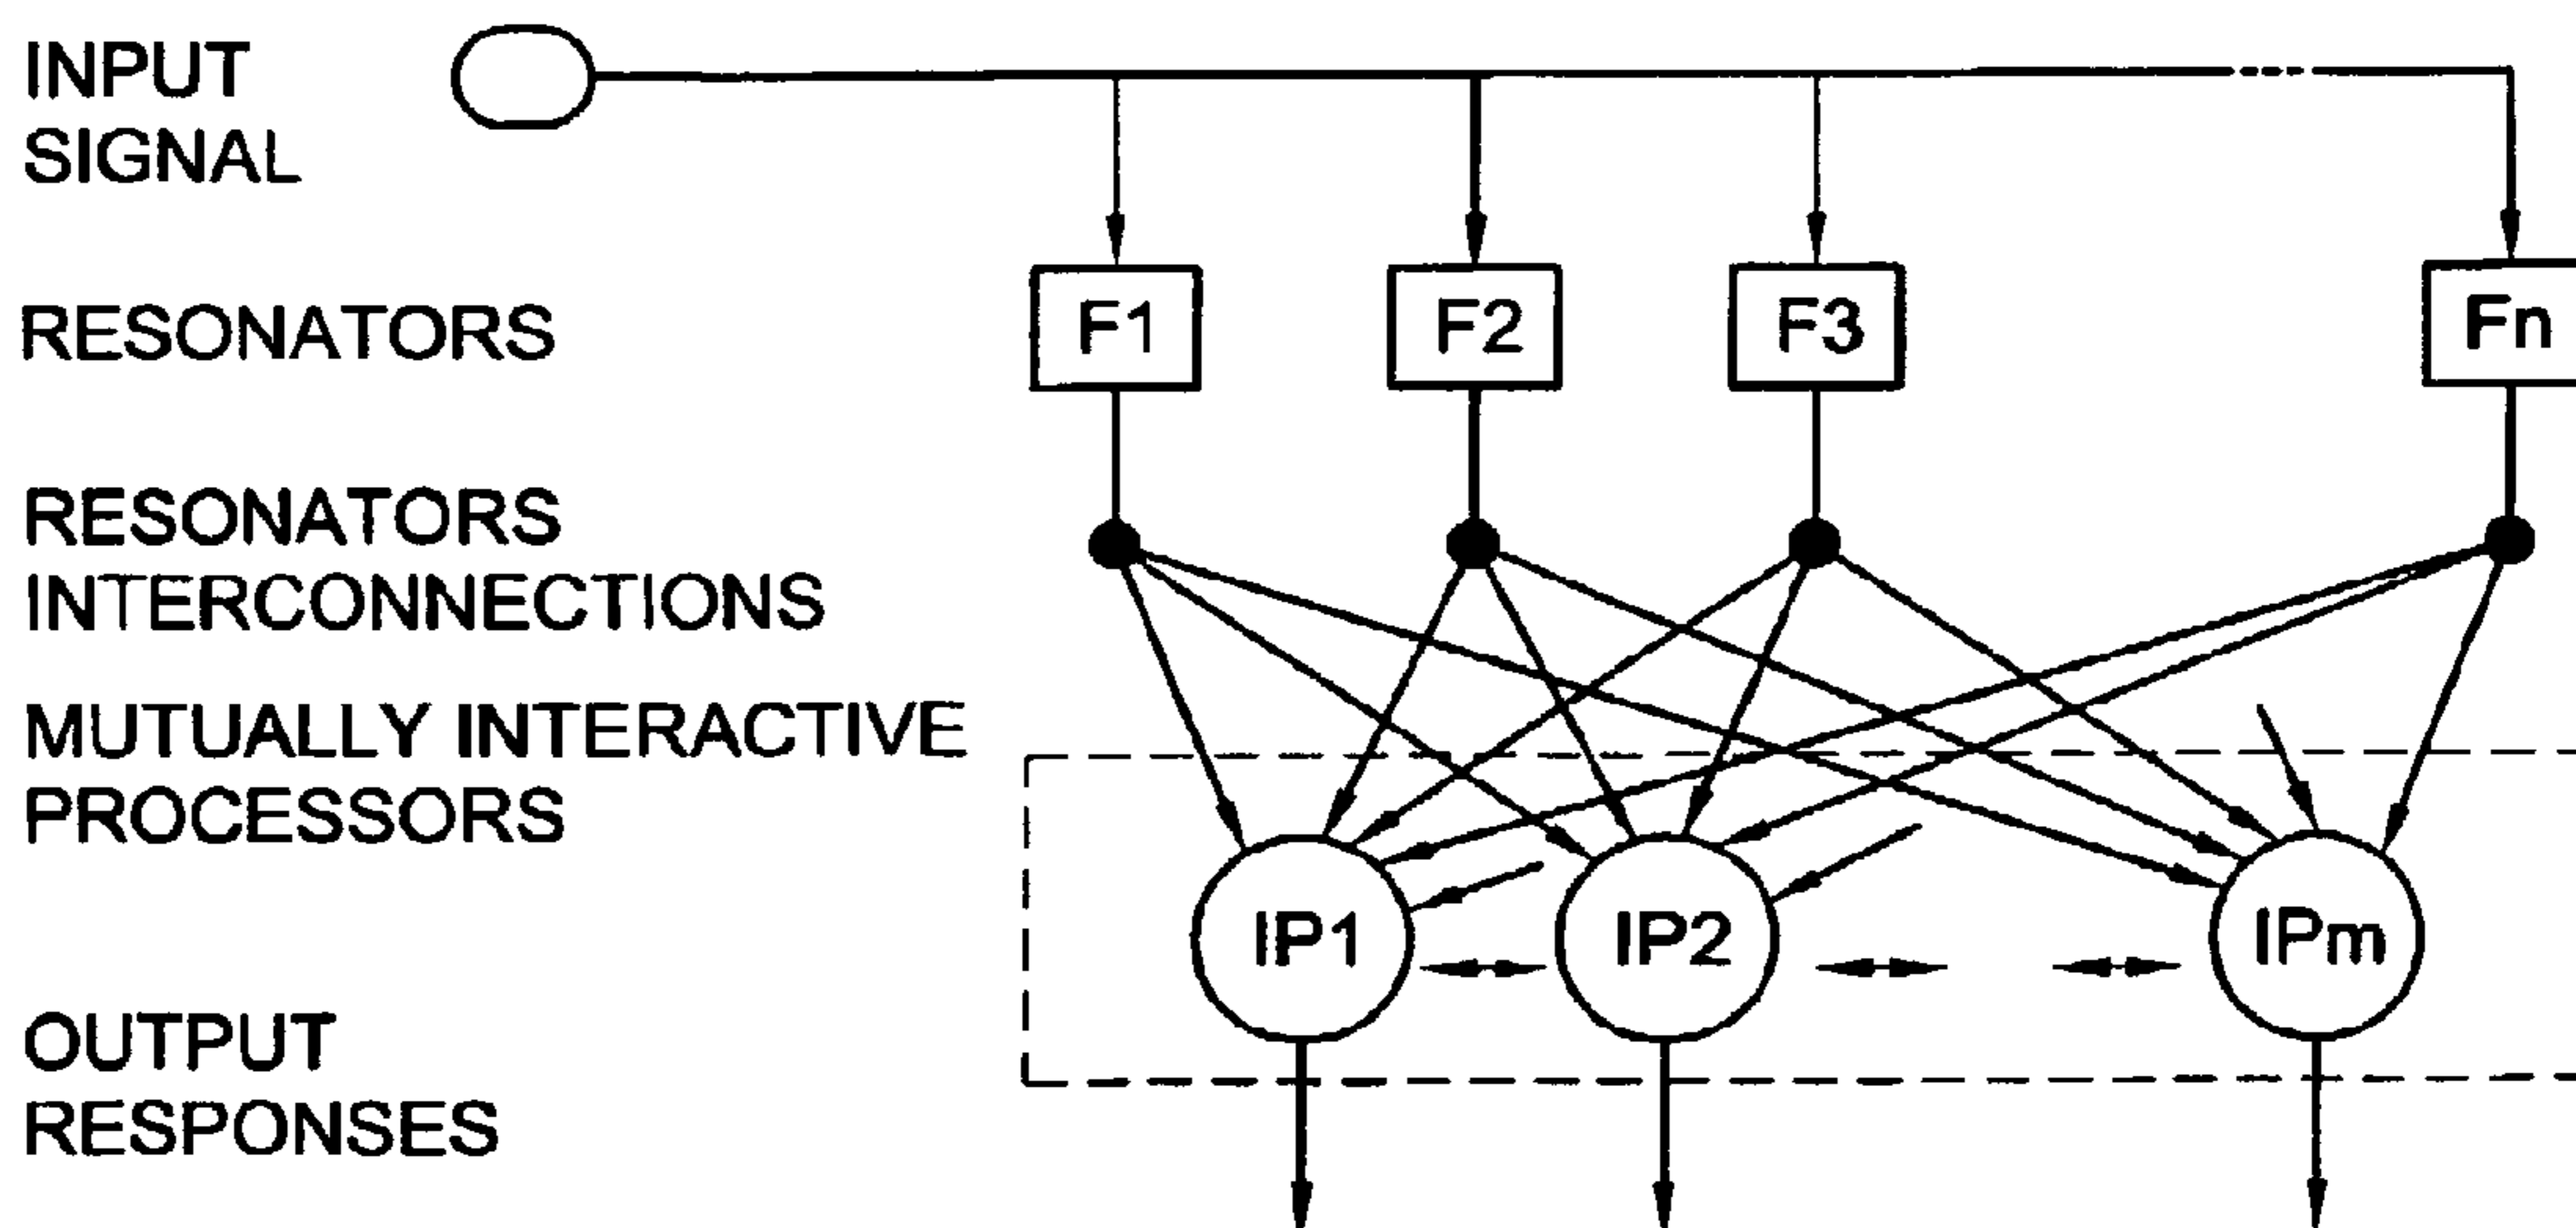 INPUT
SIGNAL
RESONATORS
F1 F2 F3 Fn
RESONATORS
INTERCONNECTIONS
MUTUALLY INTERACTIVE
PROCESSORS
IP1 IP2 IPm
OUTPUT
RESPONSES